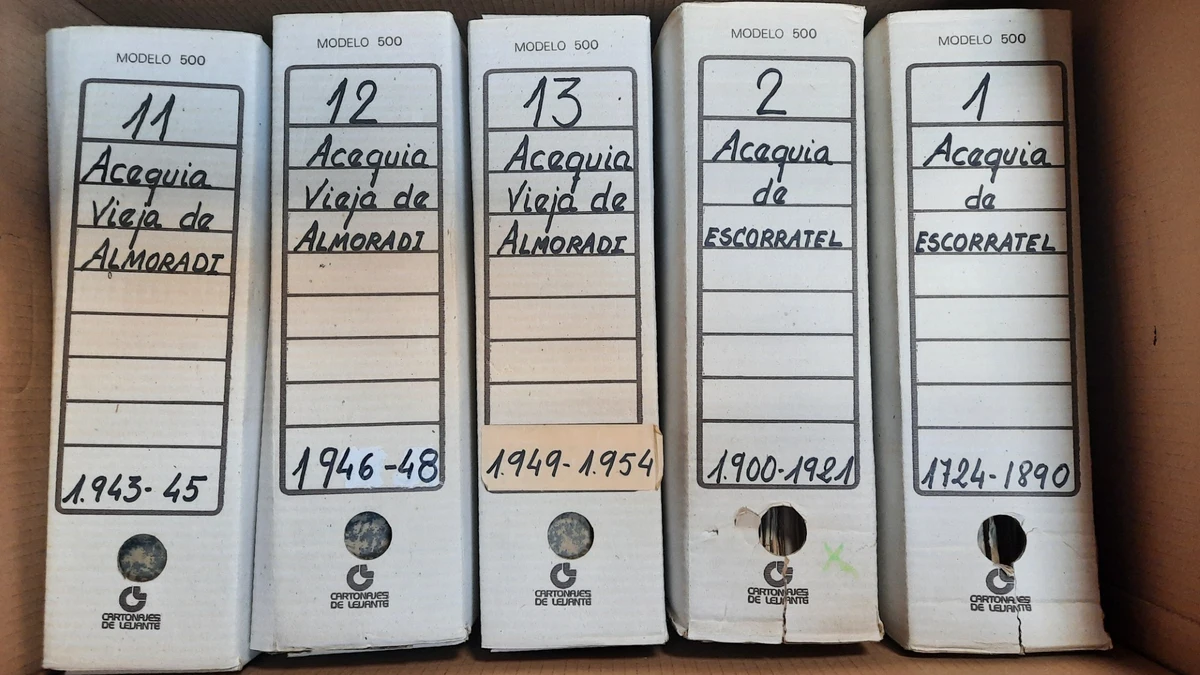 MODELO 500
11
Acequia
Vieja de
ALMORADI
1.943-45
CARTONAJES
DE LEVANTE
MODELO 500
12
Acequia
Vieja de
ALMORADI
1946-48
CARTONAJES
DE LEVANTE
MODELO 500
13
Acequia
Vieja de
ALMORADI
1.949-1.954
CARTONAJES
DE LEVANTE
MODELO 500
2
Acequia
de
ESCORRATEL
1.900-1921
CARTONAJES
DE LEVANTE
MODELO 500
1
Acequia
de
ESCORRATEL
1724-1890
CARTONAJES
DE LEVANTE